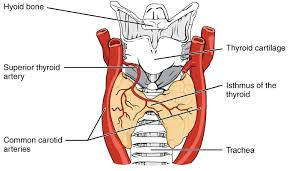 Hyoid bone
Thyroid cartilage
Superior thyroid
artery
Isthmus of the
thyroid
Common carotid
arteries
Trachea